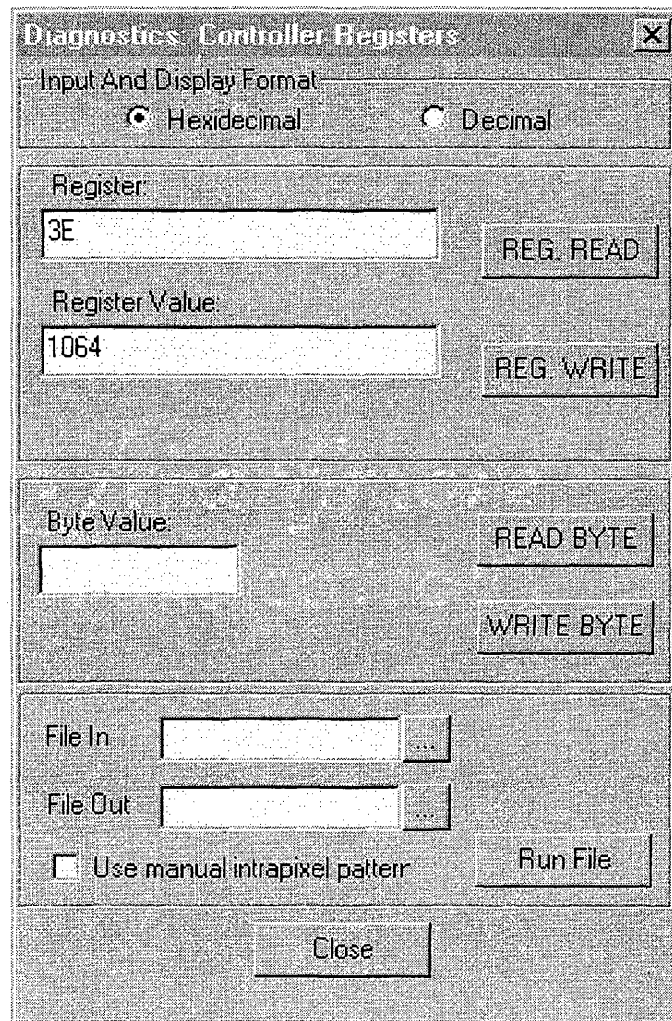 Diagnostics: Controller Registers
Input And Display Format
Hexidecimal Decimal
Register:
3E
REG. READ
Register Value:
1064
REG. WRITE
Byte Value:
READ BYTE
WRITE BYTE
File In ...
File Out ...
Use manual intrapixel pattern
Run File
Close